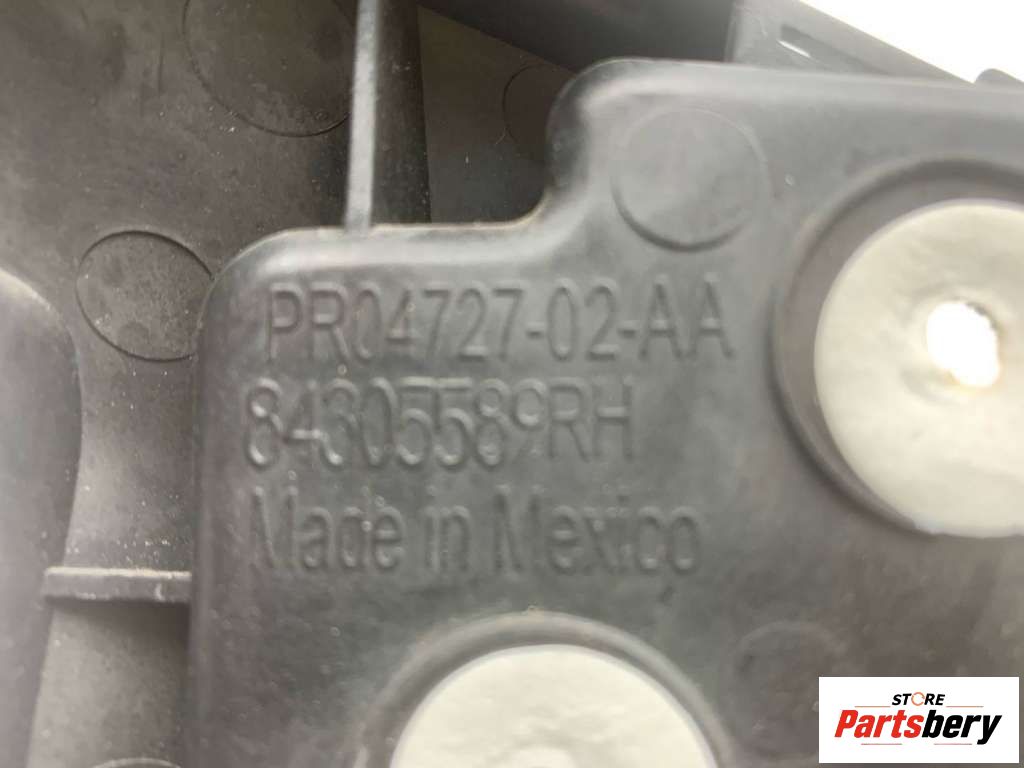 PR04727-02-AA
84305589RH
Made in Mexico
STORE
Partsbery